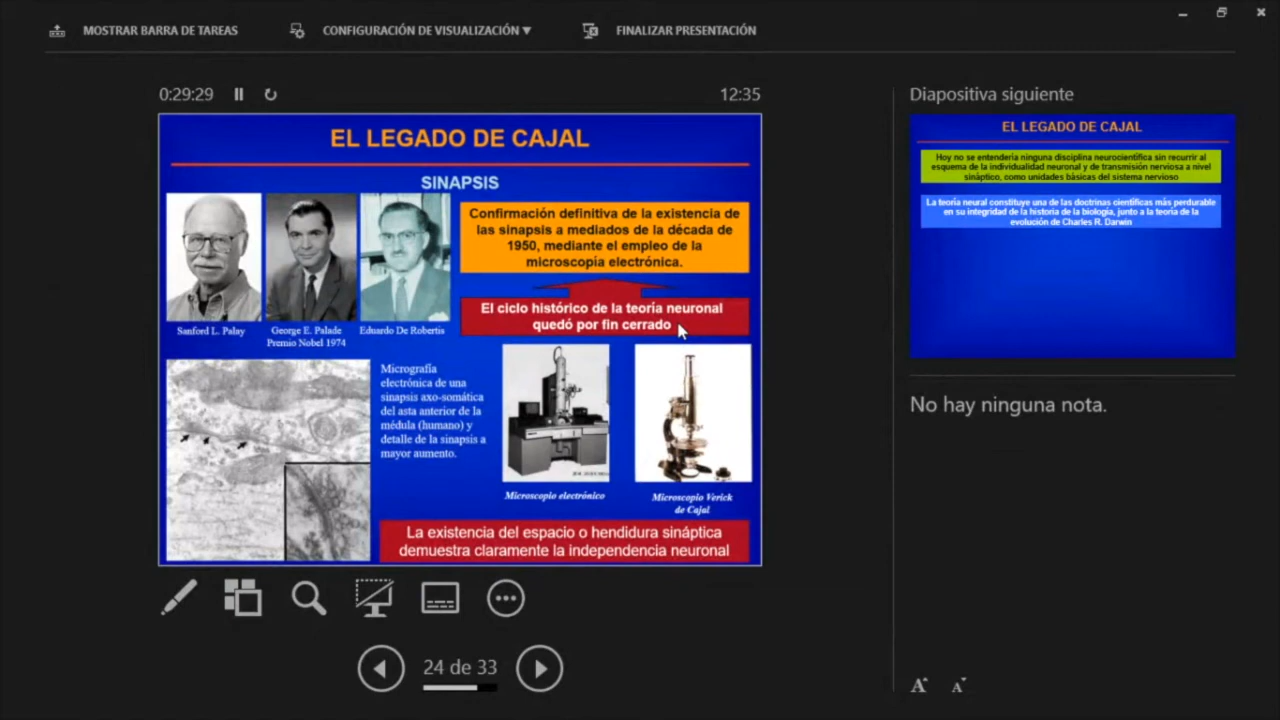 MOSTRAR BARRA DE TAREAS
CONFIGURACIÓN DE VISUALIZACIÓN ▼
FINALIZAR PRESENTACIÓN
0:29:29
12:35
EL LEGADO DE CAJAL
SINAPSIS
Sanford L. Palay
George E. Palade
Premio Nobel 1974
Eduardo De Robertis
Confirmación definitiva de la existencia de
las sinapsis a mediados de la década de
1950, mediante el empleo de la
microscopía electrónica.
El ciclo histórico de la teoría neuronal
quedó por fin cerrado
Micrografía
electrónica de una
sinapsis axo-somática
del asta anterior de la
médula (humano) y
detalle de la sinapsis a
mayor aumento.
Microscopio electrónico
Microscopio Verick
de Cajal
La existencia del espacio o hendidura sináptica
demuestra claramente la independencia neuronal
24 de 33
Diapositiva siguiente
EL LEGADO DE CAJAL
Hoy no se entendería ninguna disciplina neurocientífica sin recurrir al
esquema de la individualidad neuronal y de transmisión nerviosa a nivel
sináptico, como unidades básicas del sistema nervioso
La teoría neural constituye una de las doctrinas científicas más perdurable
en su integridad de la historia de la biología, junto a la teoría de la
evolución de Charles R. Darwin
No hay ninguna nota.
A A